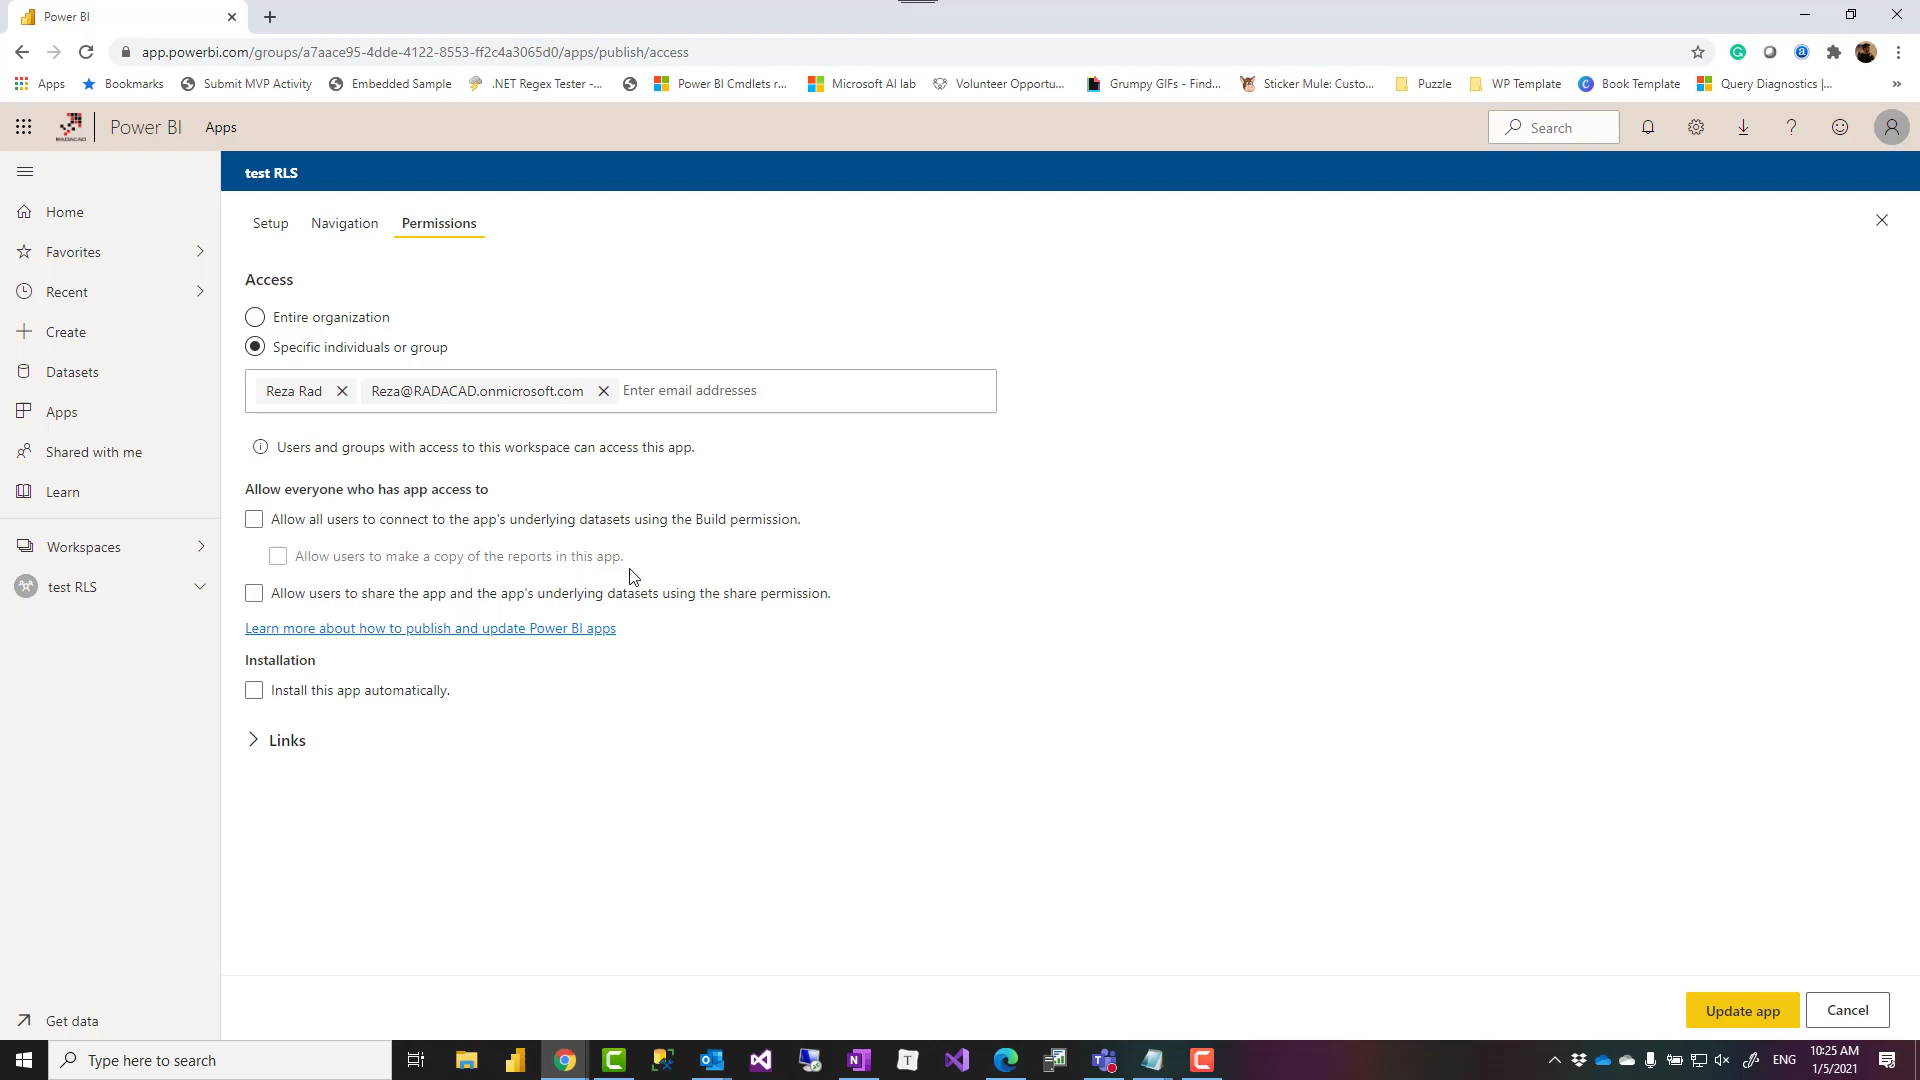 Power BI
app.powerbi.com/groups/a7aace95-4dde-4122-8553-ff2c4a3065d0/apps/publish/access
Apps Bookmarks Submit MVP Activity Embedded Sample .NET Regex Tester -... Power BI Cmdlets r... Microsoft AI lab Volunteer Opportu... Grumpy GIFs - Find... Sticker Mule: Custo... Puzzle WP Template Book Template Query Diagnostics |... »
RADACAD Power BI Apps Search
test RLS
Setup Navigation Permissions
Home
Favorites
Recent
Create
Datasets
Apps
Shared with me
Learn
Workspaces
test RLS
Get data
Access
Entire organization
Specific individuals or group
Reza Rad Reza@RADACAD.onmicrosoft.com Enter email addresses
Users and groups with access to this workspace can access this app.
Allow everyone who has app access to
Allow all users to connect to the app's underlying datasets using the Build permission.
Allow users to make a copy of the reports in this app.
Allow users to share the app and the app's underlying datasets using the share permission.
Learn more about how to publish and update Power BI apps
Installation
Install this app automatically.
Links
Update app Cancel
Type here to search
ENG
10:25 AM
1/5/2021